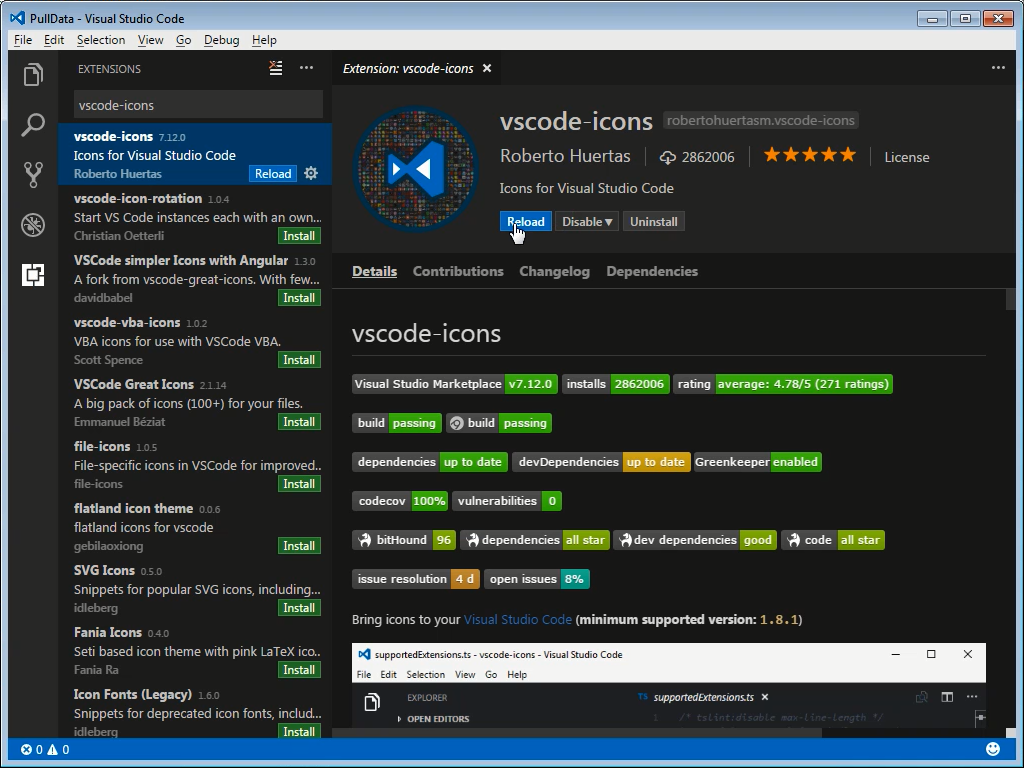 PullData - Visual Studio Code
File Edit Selection View Go Debug Help
EXTENSIONS
vscode-icons
vscode-icons 7.12.0
Icons for Visual Studio Code
Roberto Huertas Reload
vscode-icon-rotation 1.0.4
Start VS Code instances each with an own...
Christian Oetterli Install
VSCode simpler Icons with Angular 1.3.0
A fork from vscode-great-icons. With few...
davidbabel Install
vscode-vba-icons 1.0.2
VBA icons for use with VSCode VBA.
Scott Spence Install
VSCode Great Icons 2.1.14
A big pack of icons (100+) for your files.
Emmanuel Béziat Install
file-icons 1.0.5
File-specific icons in VSCode for improved...
file-icons Install
flatland icon theme 0.0.6
flatland icons for vscode
gebilaoxiong Install
SVG Icons 0.5.0
Snippets for popular SVG icons, including...
idleberg Install
Fania Icons 0.4.0
Seti based icon theme with pink LaTeX ico...
Fania Ra Install
Icon Fonts (Legacy) 1.6.0
Snippets for deprecated icon fonts, includ...
idleberg Install
Extension: vscode-icons
vscode-icons robertohuertasm.vscode-icons
Roberto Huertas 2862006 License
Icons for Visual Studio Code
Reload Disable Uninstall
Details Contributions Changelog Dependencies
vscode-icons
Visual Studio Marketplace v7.12.0 installs 2862006 rating average: 4.78/5 (271 ratings)
build passing build passing
dependencies up to date devDependencies up to date Greenkeeper enabled
codecov 100% vulnerabilities 0
bitHound 96 dependencies all star dev dependencies good code all star
issue resolution 4 d open issues 8%
Bring icons to your Visual Studio Code (minimum supported version: 1.8.1)
supportedExtensions.ts - vscode-icons - Visual Studio Code
File Edit Selection View Go Help
EXPLORER TS supportedExtensions.ts
OPEN EDITORS 1 /* tslint:disable max-line-length */
0 0